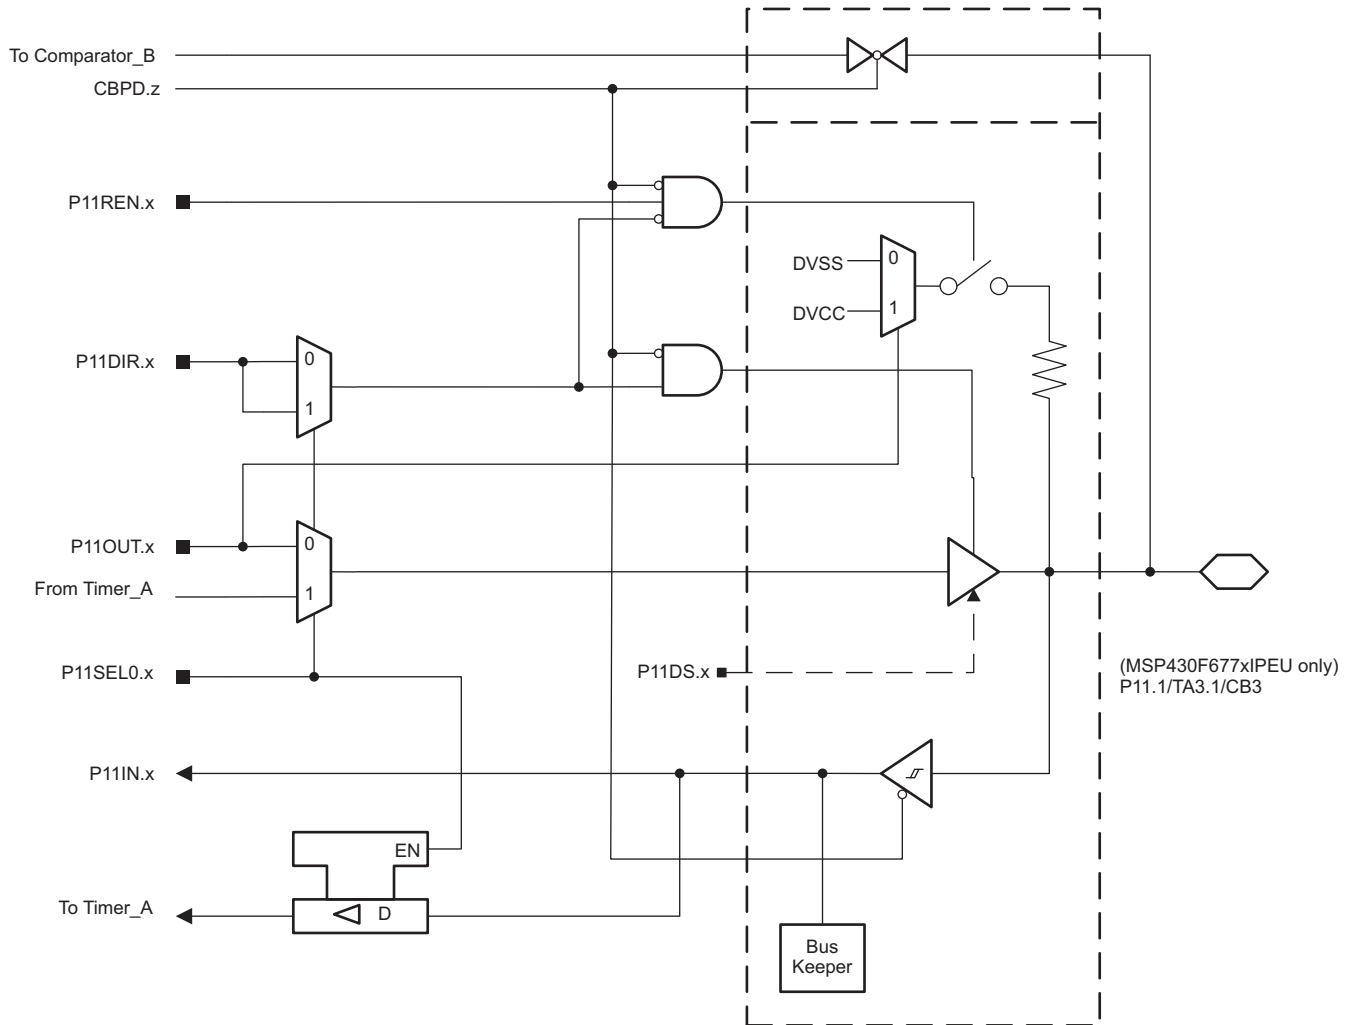 To Comparator_B
CBPD.z
P11REN.x
DVSS
0
DVCC
1
P11DIR.x
0
1
P11OUT.x
0
From Timer_A
1
P11SEL0.x
P11DS.x
(MSP430F677xIPEU only)
P11.1/TA3.1/CB3
P11IN.x
EN
To Timer_A
D
Bus
Keeper